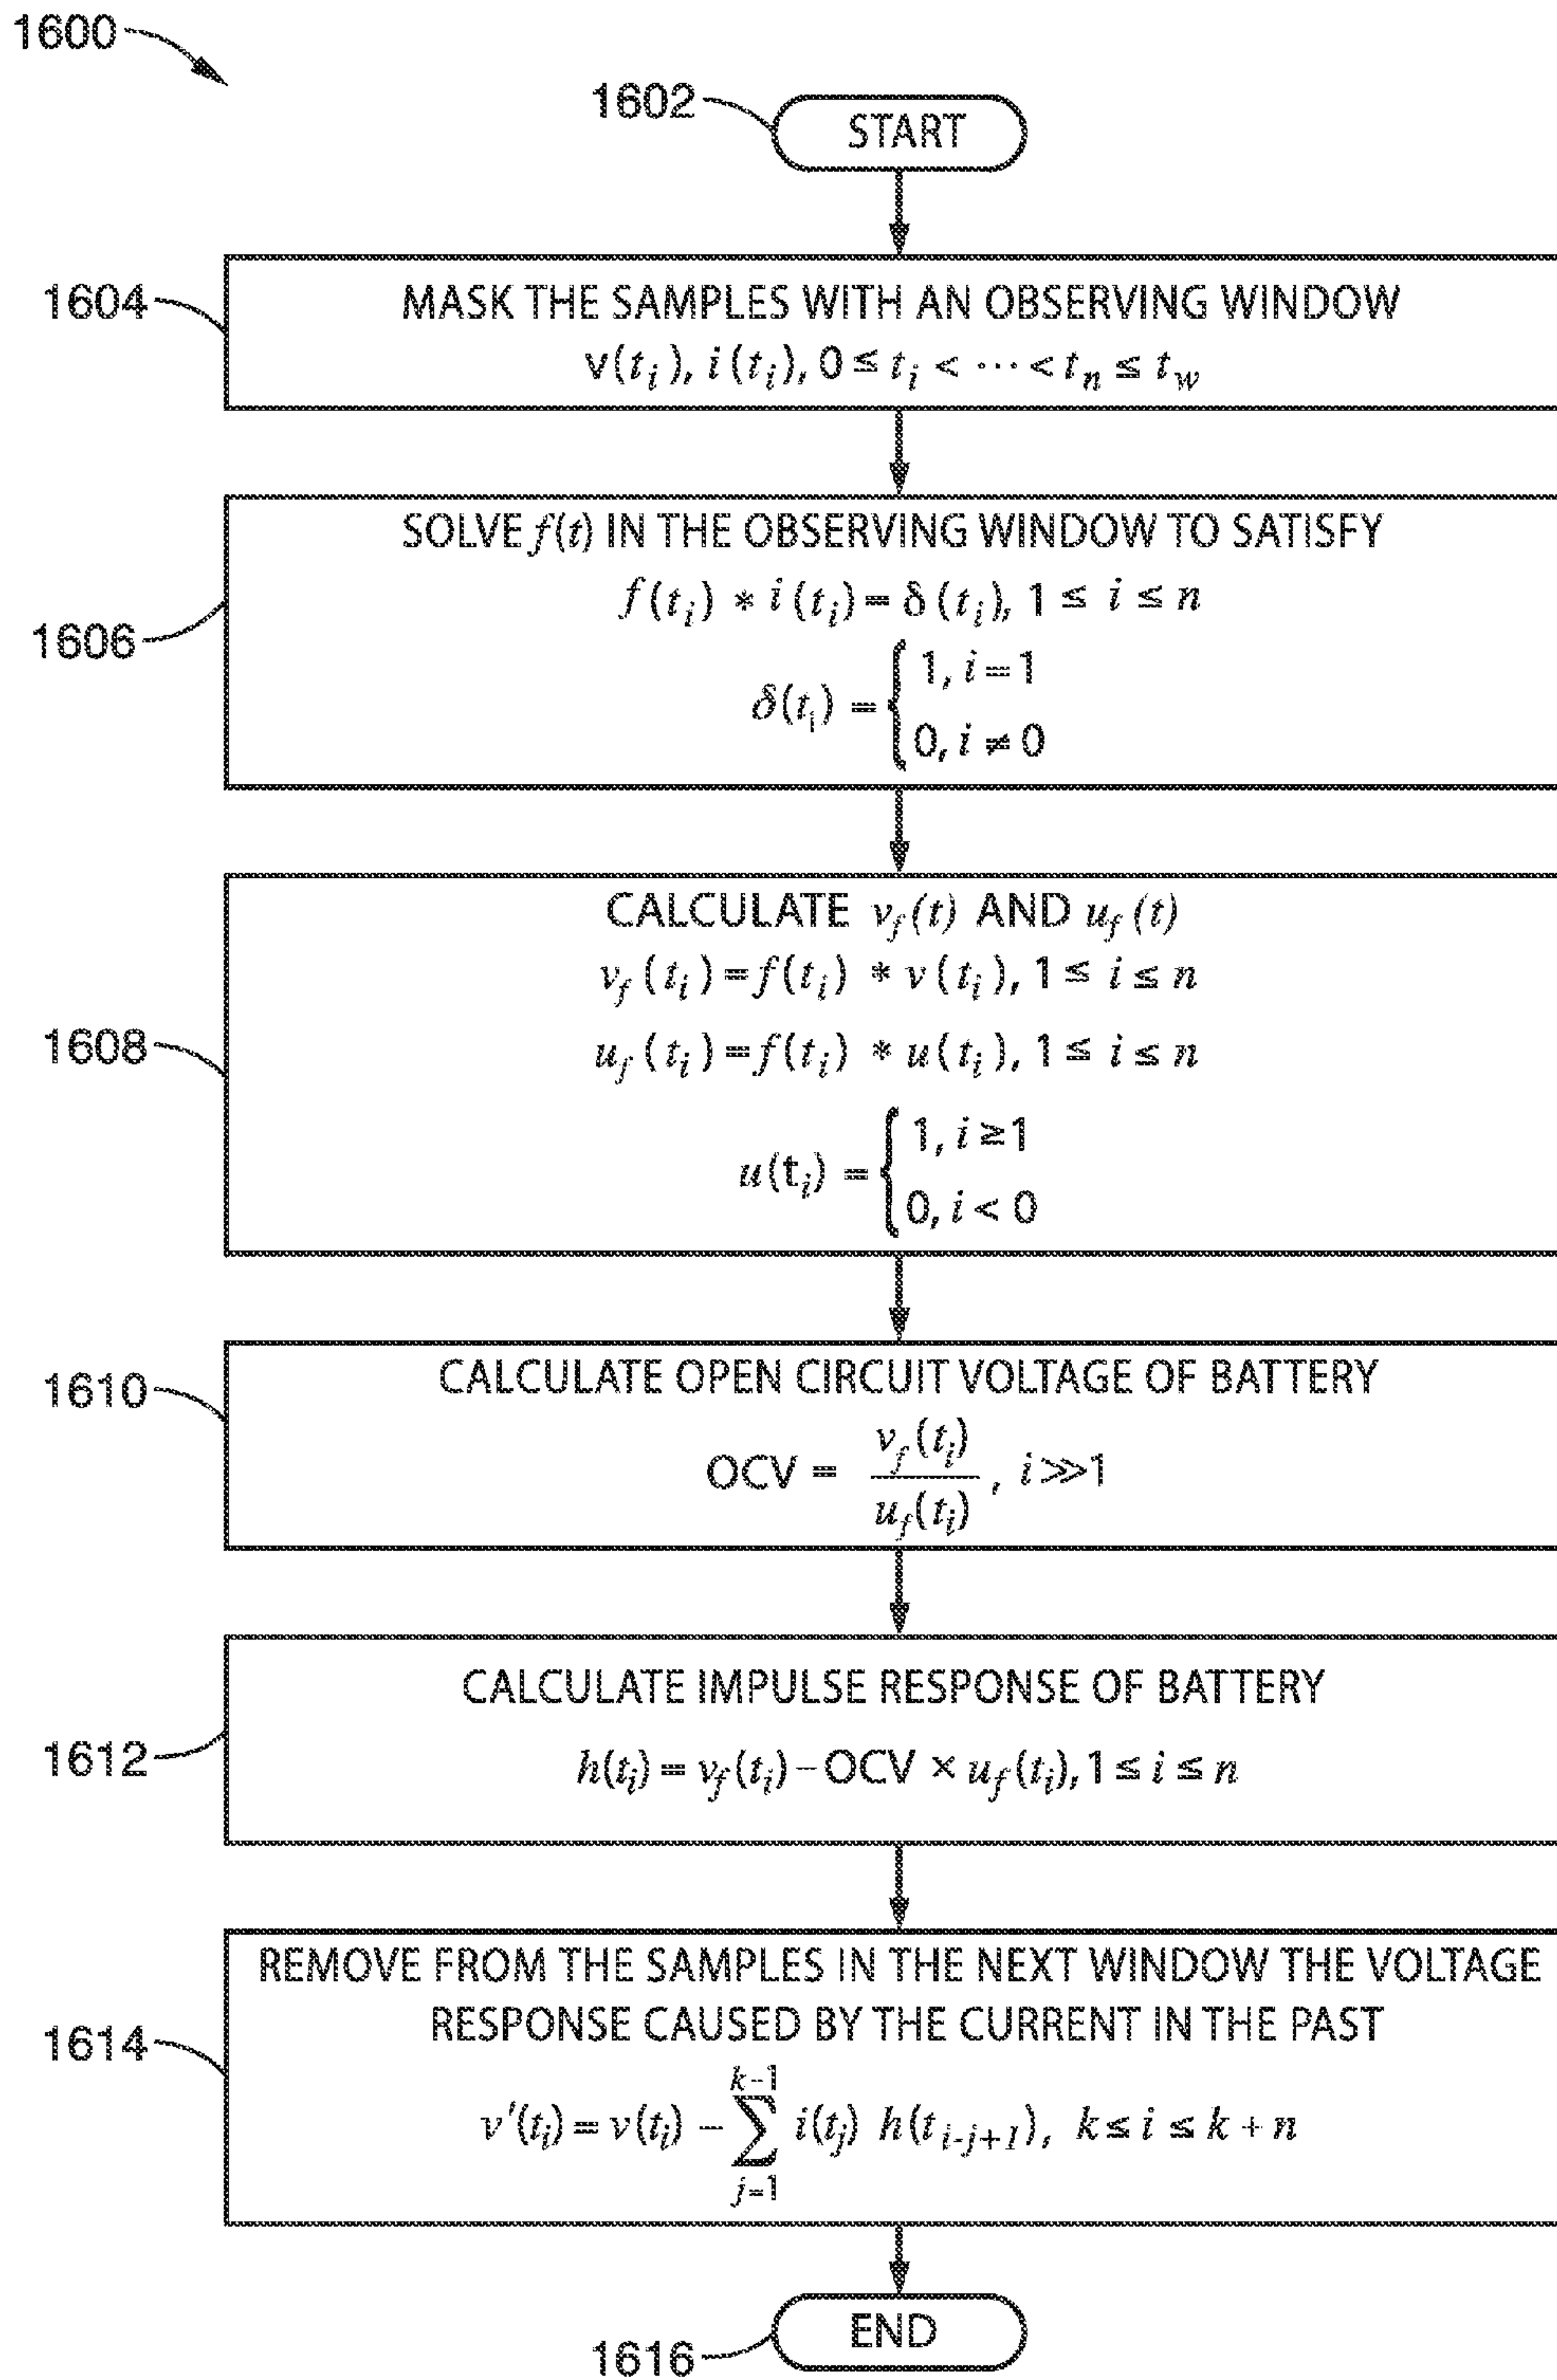 1600
1602
START
1604
MASK THE SAMPLES WITH AN OBSERVING WINDOW
v(t_i), i(t_i), 0 ≤ t_i < ⋯ < t_n ≤ t_w
1606
SOLVE f(t) IN THE OBSERVING WINDOW TO SATISFY
f(t_i) * i(t_i) = δ(t_i), 1 ≤ i ≤ n
δ(t_i) = { 1, i = 1
0, i ≠ 0
1608
CALCULATE v_f(t) AND u_f(t)
v_f(t_i) = f(t_i) * v(t_i), 1 ≤ i ≤ n
u_f(t_i) = f(t_i) * u(t_i), 1 ≤ i ≤ n
u(t_i) = { 1, i ≥ 1
0, i < 0
1610
CALCULATE OPEN CIRCUIT VOLTAGE OF BATTERY
OCV = v_f(t_i) / u_f(t_i), i ≫ 1
1612
CALCULATE IMPULSE RESPONSE OF BATTERY
h(t_i) = v_f(t_i) − OCV × u_f(t_i), 1 ≤ i ≤ n
1614
REMOVE FROM THE SAMPLES IN THE NEXT WINDOW THE VOLTAGE
RESPONSE CAUSED BY THE CURRENT IN THE PAST
v'(t_i) = v(t_i) − ∑_{j=1}^{k−1} i(t_j) h(t_{i-j+1}), k ≤ i ≤ k + n
END
1616